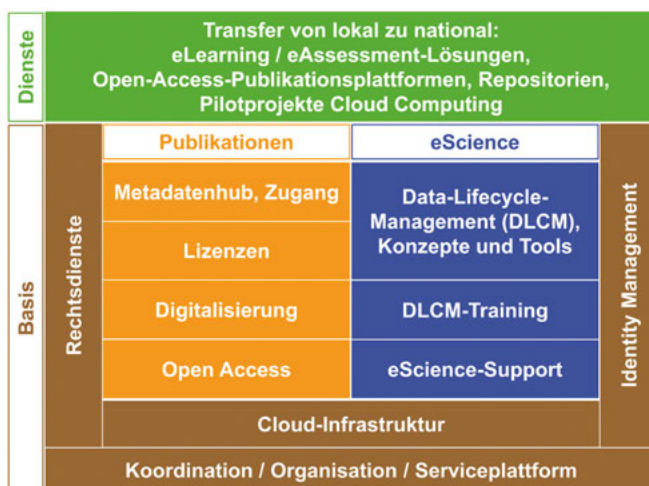 Dienste
Transfer von lokal zu national:
eLearning / eAssessment-Lösungen,
Open-Access-Publikationsplattformen, Repositorien,
Pilotprojekte Cloud Computing
Basis
Rechtsdienste
Publikationen
Metadatenhub, Zugang
Lizenzen
Digitalisierung
Open Access
eScience
Data-Lifecycle-
Management (DLCM),
Konzepte und Tools
DLCM-Training
eScience-Support
Identity Management
Cloud-Infrastruktur
Koordination / Organisation / Serviceplattform